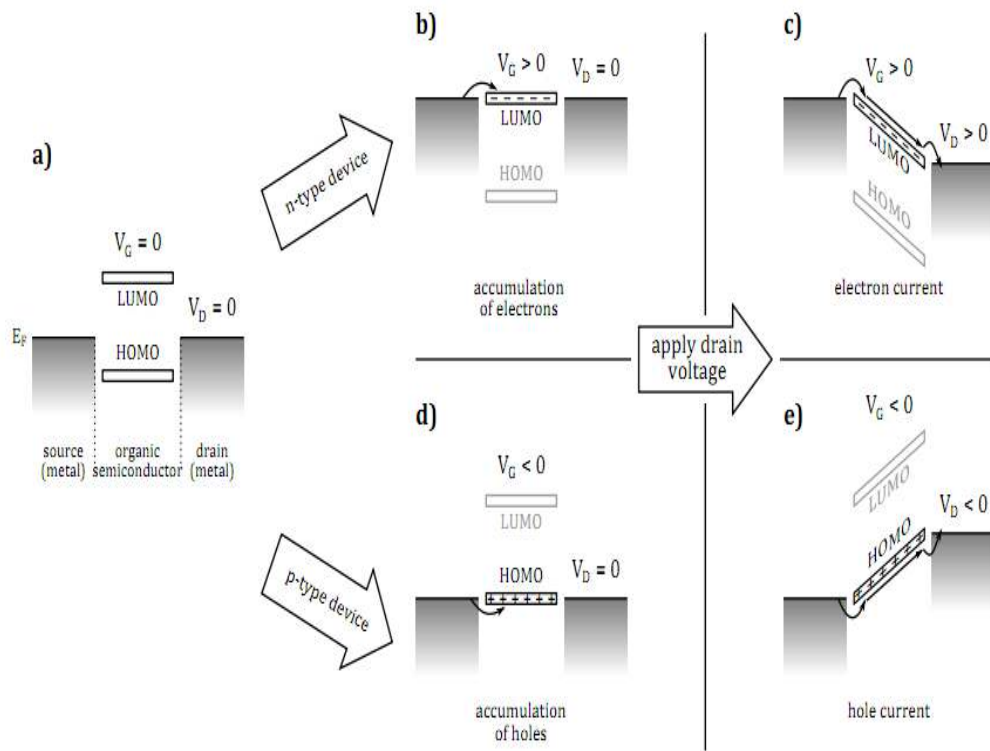 a)
V_G = 0
LUMO
V_D = 0
E_F
HOMO
source
(metal)
organic
semiconductor
drain
(metal)
n-type device
p-type device
b)
V_G > 0
V_D = 0
LUMO
HOMO
accumulation
of electrons
c)
V_G > 0
LUMO
V_D > 0
HOMO
electron current
apply drain
voltage
d)
V_G < 0
LUMO
HOMO
V_D = 0
accumulation
of holes
e)
V_G < 0
LUMO
V_D < 0
HOMO
hole current